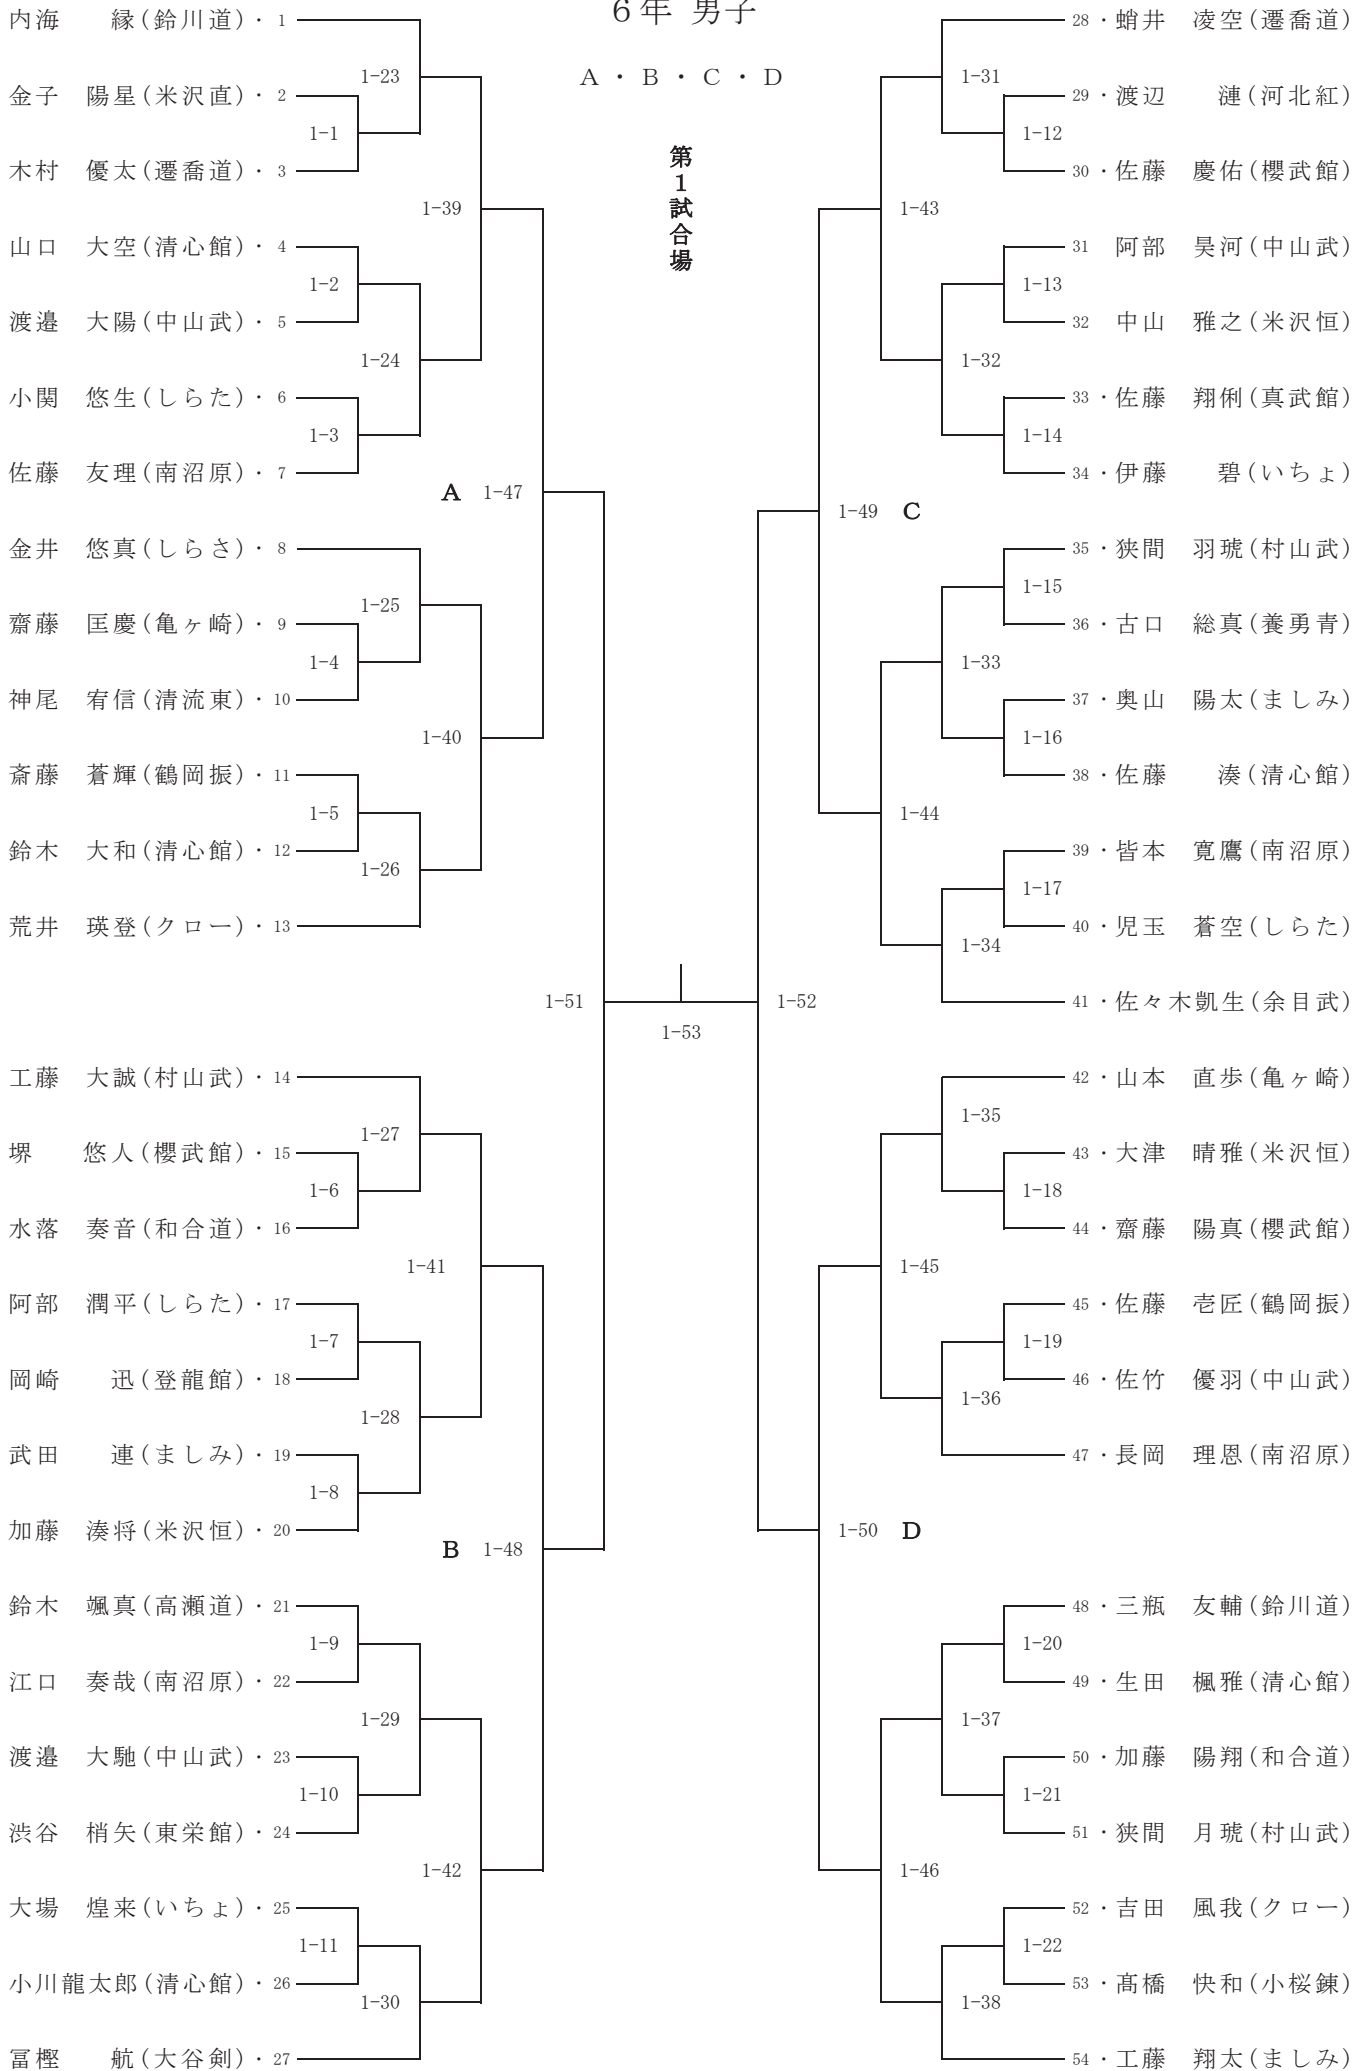 6年 男子
A・B・C・D
第1試合場
内海 縁(鈴川道)・ 1
1-23
金子 陽星(米沢直)・ 2
1-1
木村 優太(遷喬道)・ 3
1-39
山口 大空(清心館)・ 4
1-2
渡邉 大陽(中山武)・ 5
1-24
小関 悠生(しらた)・ 6
1-3
佐藤 友理(南沼原)・ 7
A 1-47
金井 悠真(しらさ)・ 8
1-25
齋藤 匡慶(亀ヶ崎)・ 9
1-4
神尾 宥信(清流東)・ 10
1-40
斎藤 蒼輝(鶴岡振)・ 11
1-5
鈴木 大和(清心館)・ 12
1-26
荒井 瑛登(クロー)・ 13
1-51
1-53
工藤 大誠(村山武)・ 14
1-27
堺 悠人(櫻武館)・ 15
1-6
水落 奏音(和合道)・ 16
1-41
阿部 潤平(しらた)・ 17
1-7
岡崎 迅(登龍館)・ 18
1-28
武田 連(ましみ)・ 19
1-8
加藤 湊将(米沢恒)・ 20
B 1-48
鈴木 颯真(高瀬道)・ 21
1-9
江口 奏哉(南沼原)・ 22
1-29
渡邉 大馳(中山武)・ 23
1-10
渋谷 梢矢(東栄館)・ 24
1-42
大場 煌来(いちょ)・ 25
1-11
小川龍太郎(清心館)・ 26
1-30
冨樫 航(大谷剣)・ 27
28 ・蛸井 凌空(遷喬道)
1-31
29 ・渡辺 漣(河北紅)
1-12
30 ・佐藤 慶佑(櫻武館)
1-43
31 阿部 昊河(中山武)
1-13
32 中山 雅之(米沢恒)
1-32
33 ・佐藤 翔俐(真武館)
1-14
34 ・伊藤 碧(いちょ)
1-49 C
35 ・狭間 羽琥(村山武)
1-15
36 ・古口 総真(養勇青)
1-33
37 ・奥山 陽太(ましみ)
1-16
38 ・佐藤 湊(清心館)
1-44
39 ・皆本 寛鷹(南沼原)
1-17
40 ・児玉 蒼空(しらた)
1-34
41 ・佐々木凱生(余目武)
1-52
42 ・山本 直歩(亀ヶ崎)
1-35
43 ・大津 晴雅(米沢恒)
1-18
44 ・齋藤 陽真(櫻武館)
1-45
45 ・佐藤 壱匠(鶴岡振)
1-19
46 ・佐竹 優羽(中山武)
1-36
47 ・長岡 理恩(南沼原)
1-50 D
48 ・三瓶 友輔(鈴川道)
1-20
49 ・生田 楓雅(清心館)
1-37
50 ・加藤 陽翔(和合道)
1-21
51 ・狭間 月琥(村山武)
1-46
52 ・吉田 風我(クロー)
1-22
53 ・髙橋 快和(小桜錬)
1-38
54 ・工藤 翔太(ましみ)